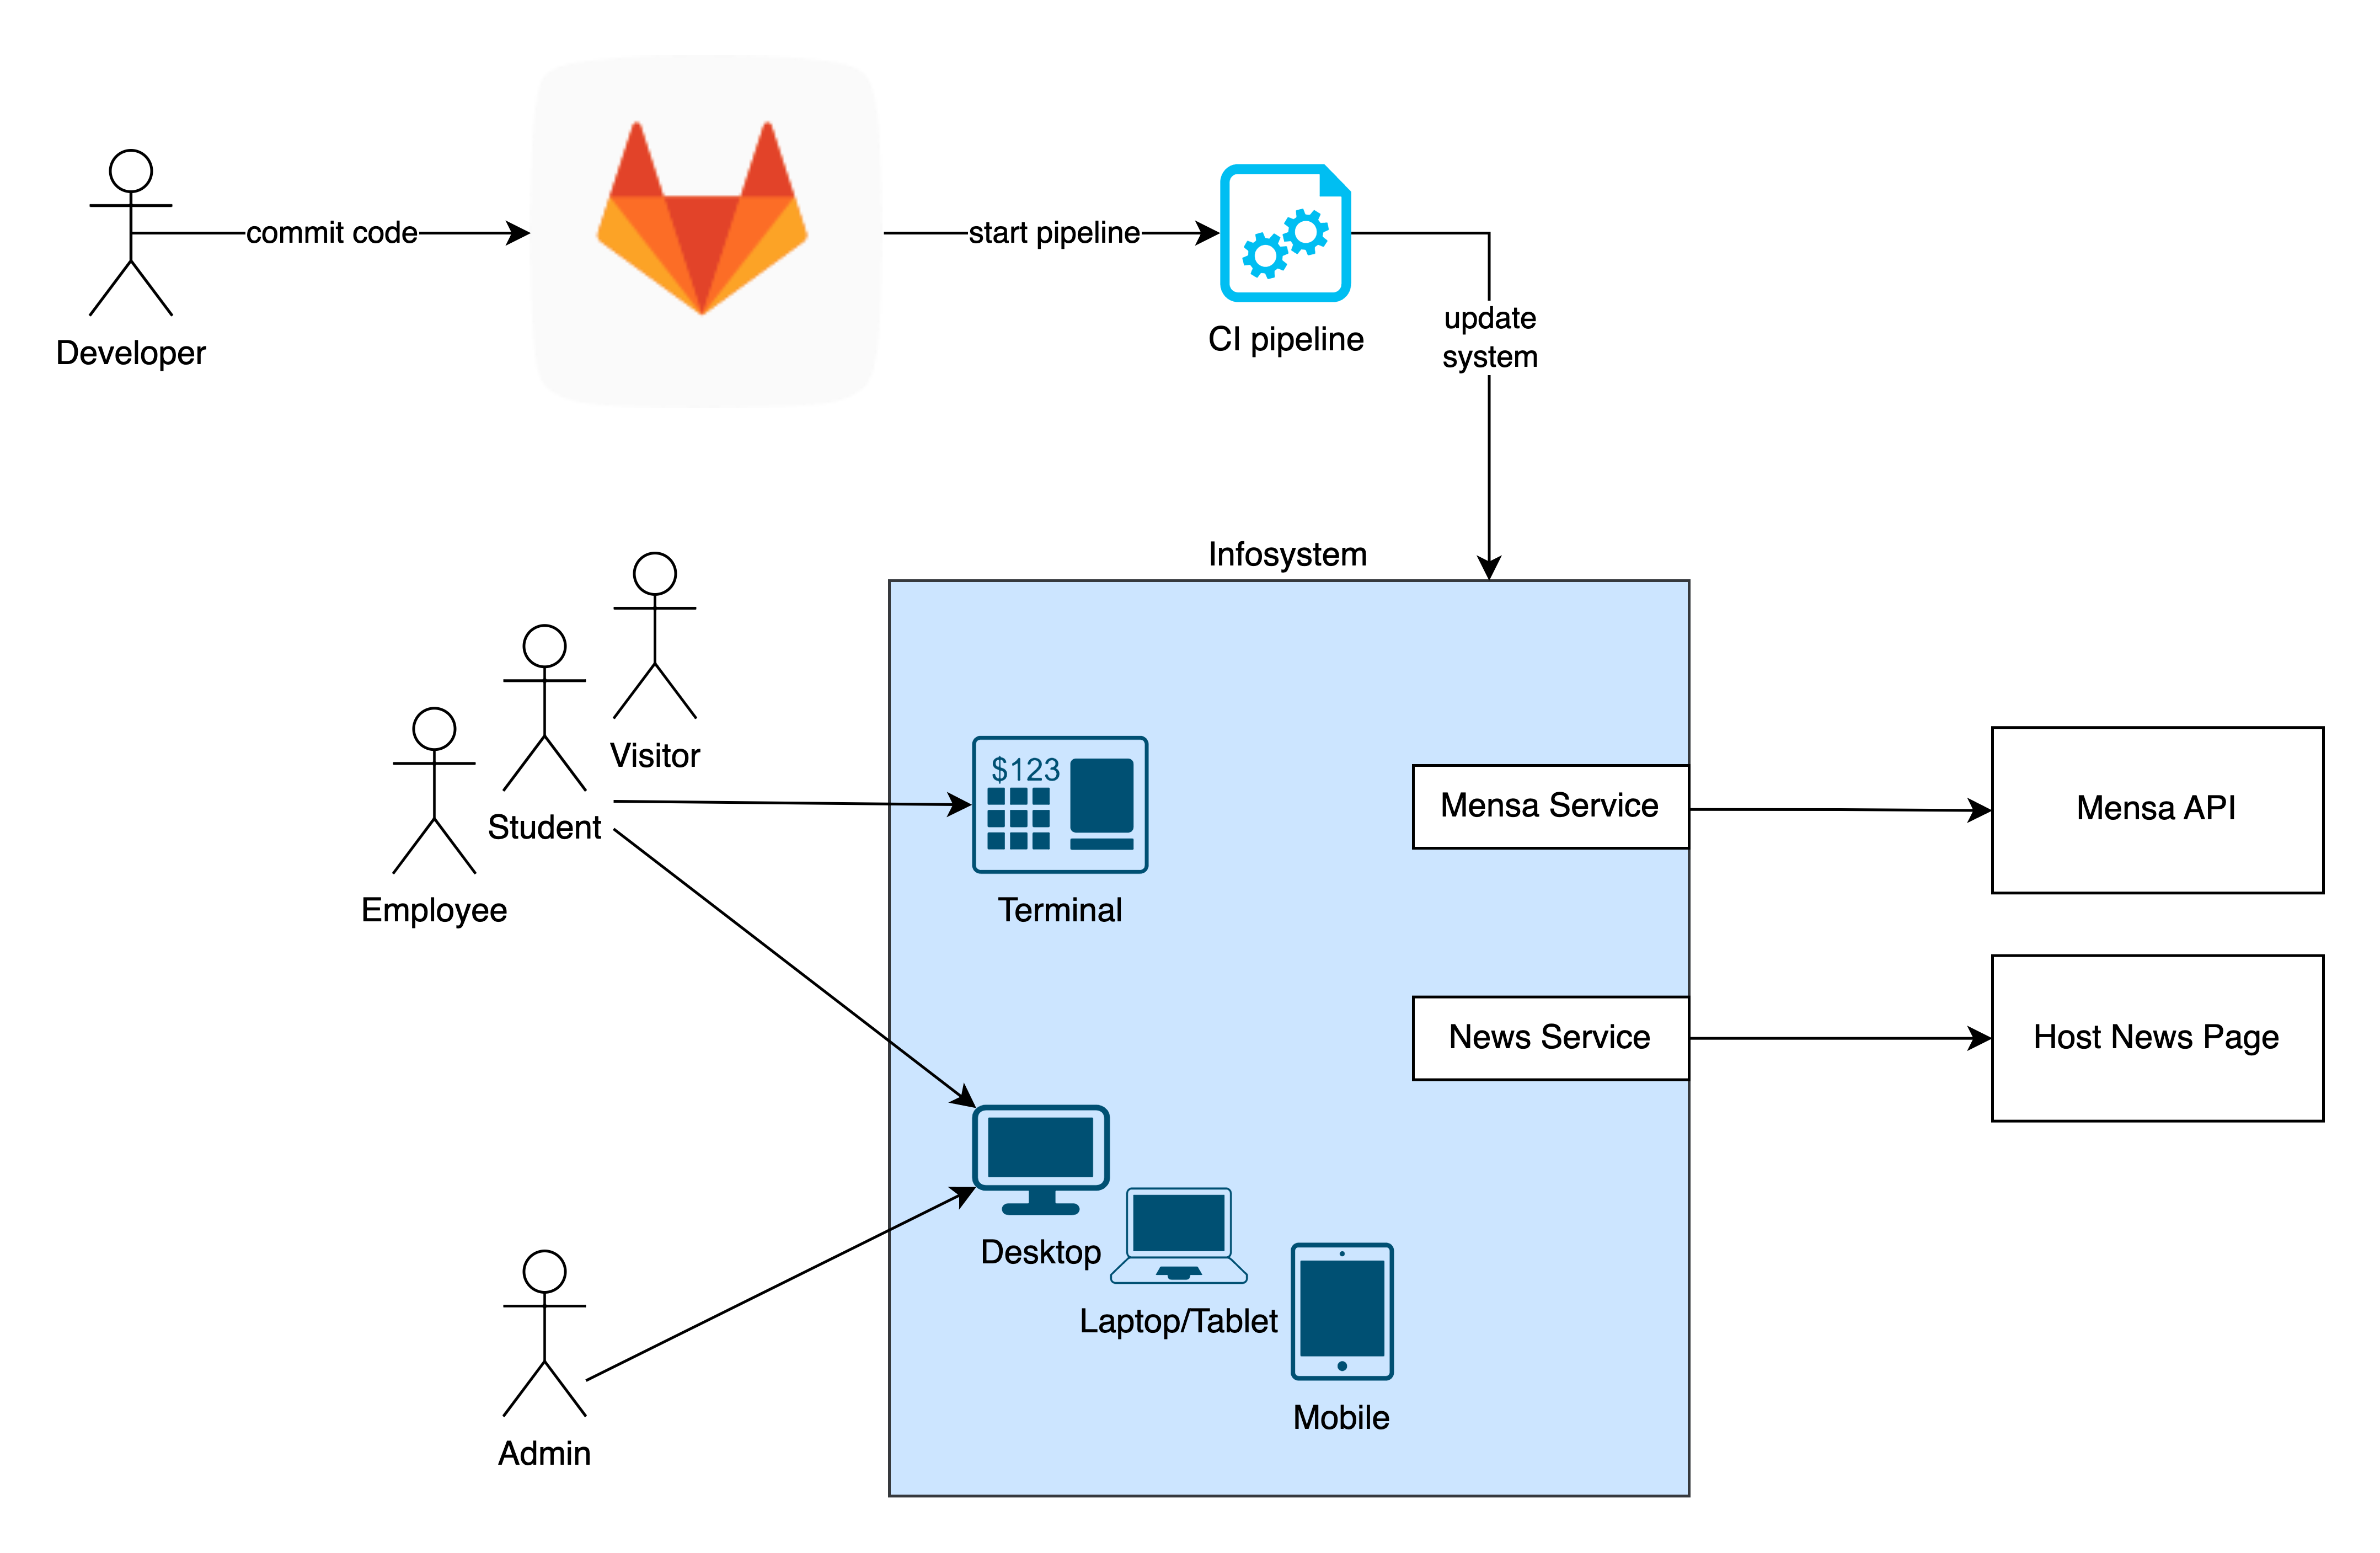 commit code
start pipeline
Developer
CI pipeline
update
system
Infosystem
Visitor
Student
Employee
$123
Terminal
Mensa Service
Mensa API
News Service
Host News Page
Desktop
Laptop/Tablet
Mobile
Admin